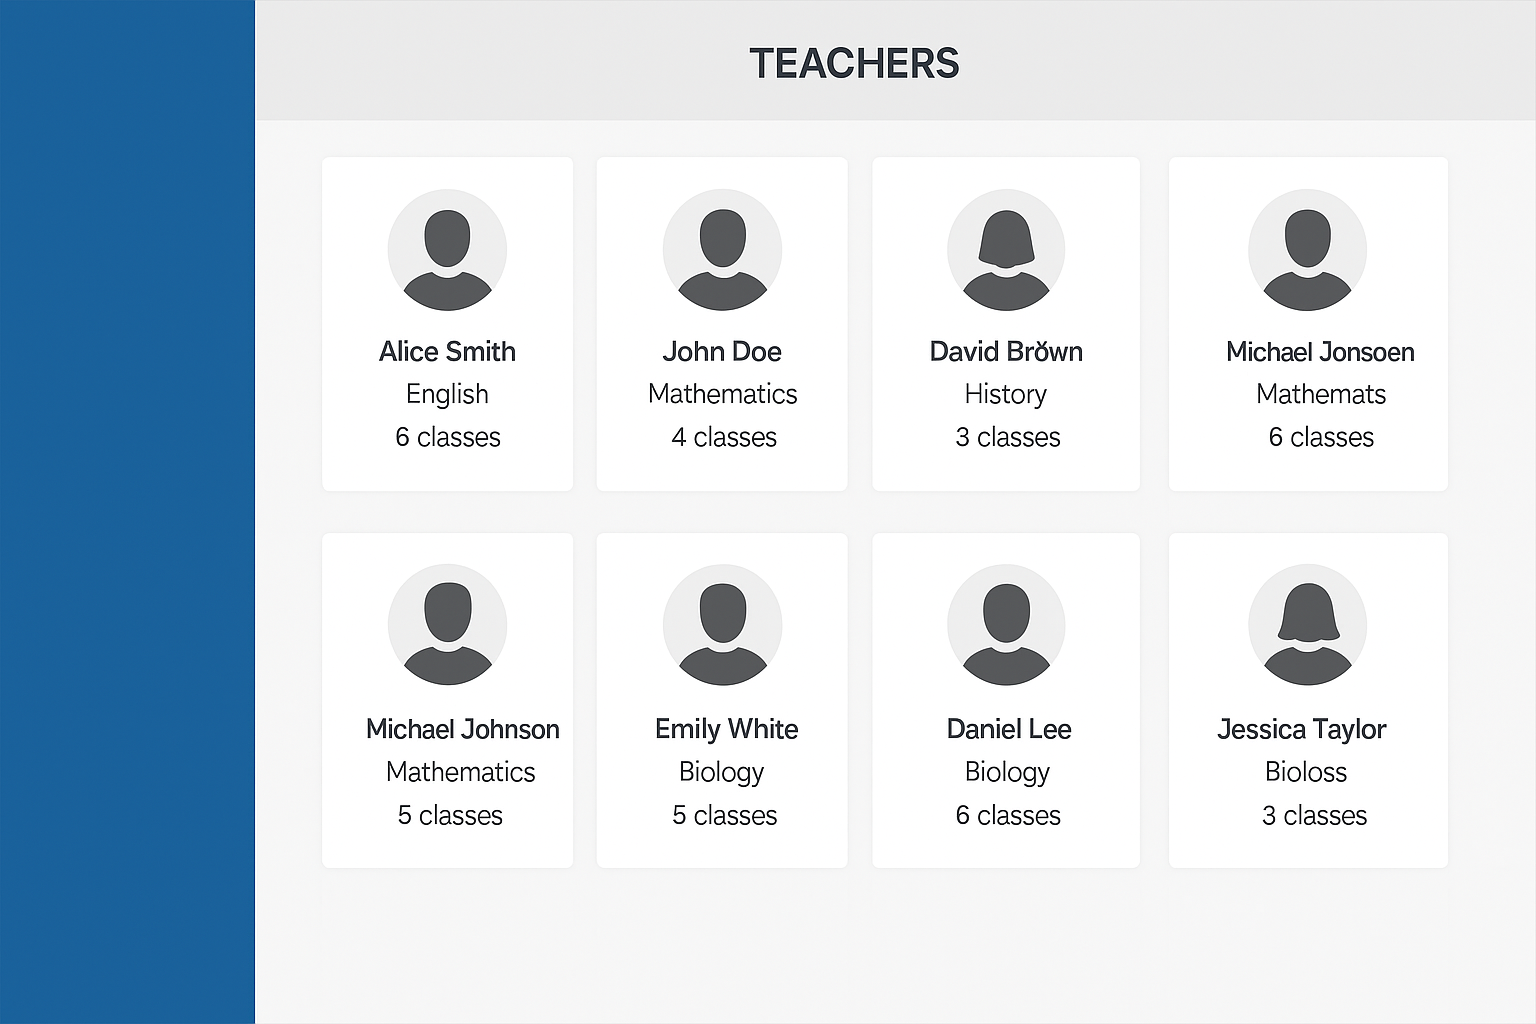 TEACHERS
Alice Smith
English
6 classes
John Doe
Mathematics
4 classes
David Brǒwn
History
3 classes
Michael Jonsoen
Mathemats
6 classes
Michael Johnson
Mathematics
5 classes
Emily White
Biology
5 classes
Daniel Lee
Biology
6 classes
Jessica Taylor
Bioloss
3 classes